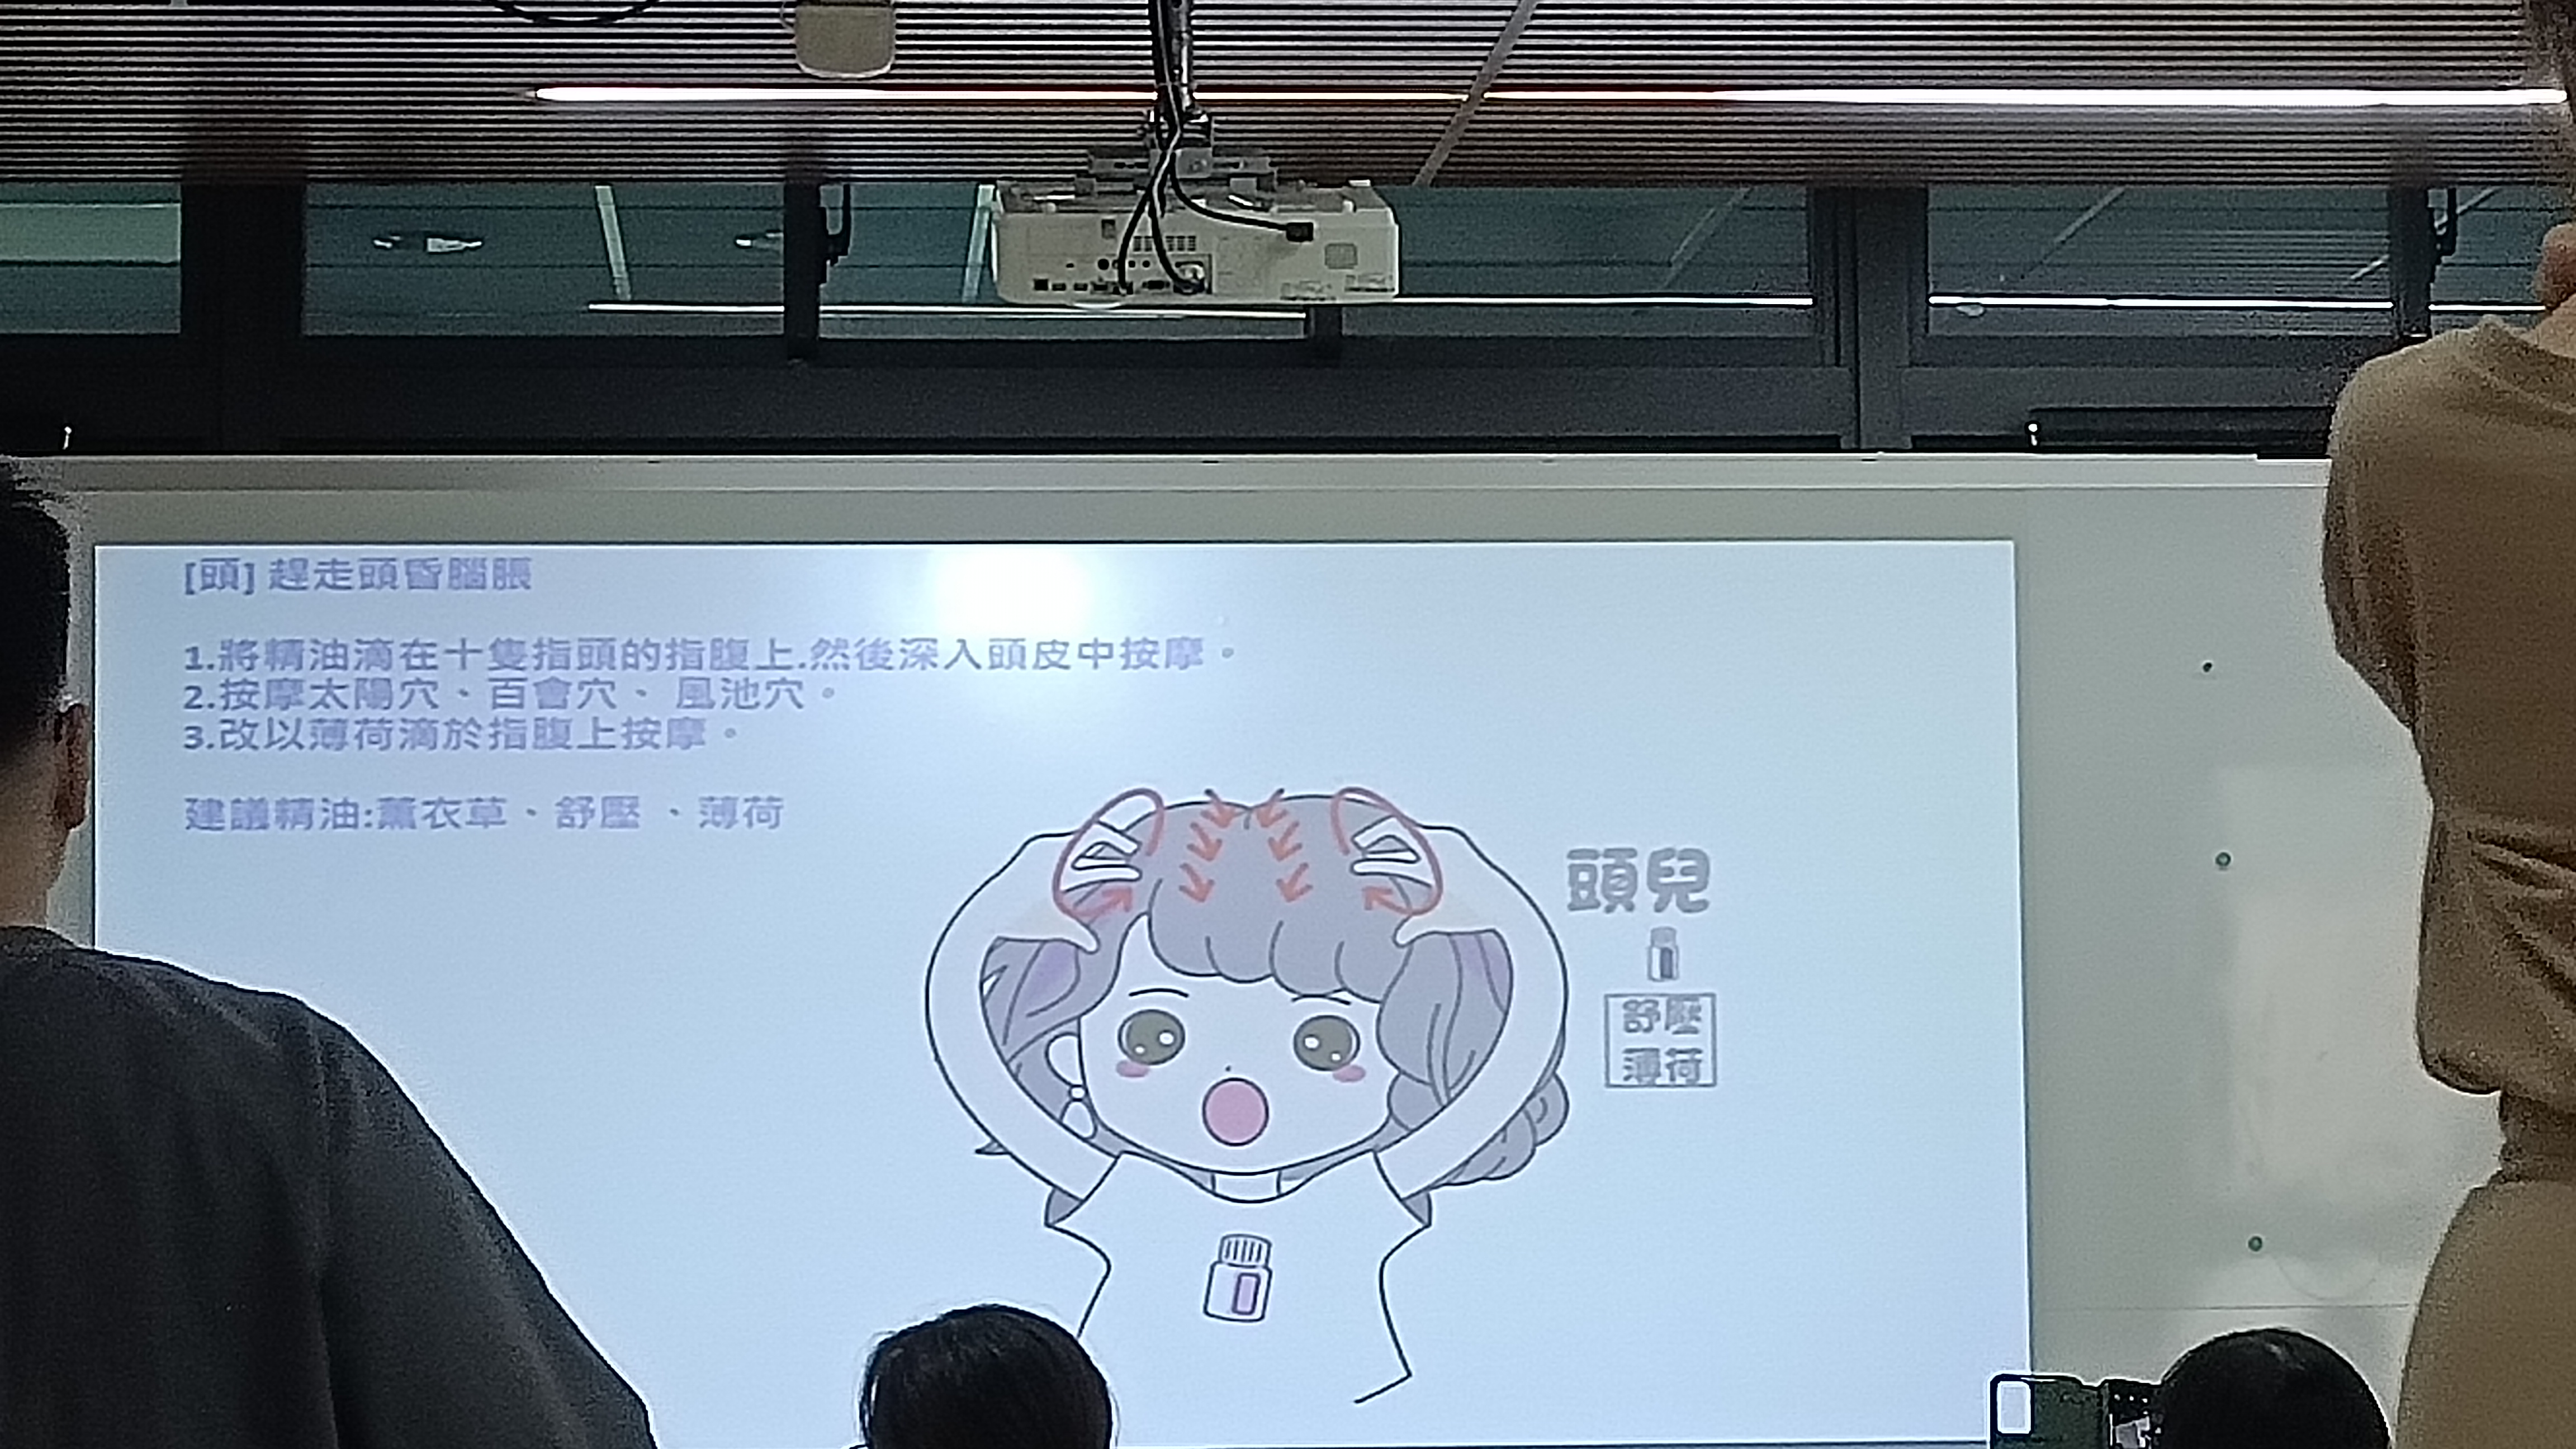 [頭] 趕走頭昏腦脹
1.將精油滴在十隻指頭的指腹上.然後深入頭皮中按摩。
2.按摩太陽穴、百會穴、風池穴。
3.改以薄荷滴於指腹上按摩。
建議精油:薰衣草、舒壓、薄荷
頭兒
舒壓
薄荷